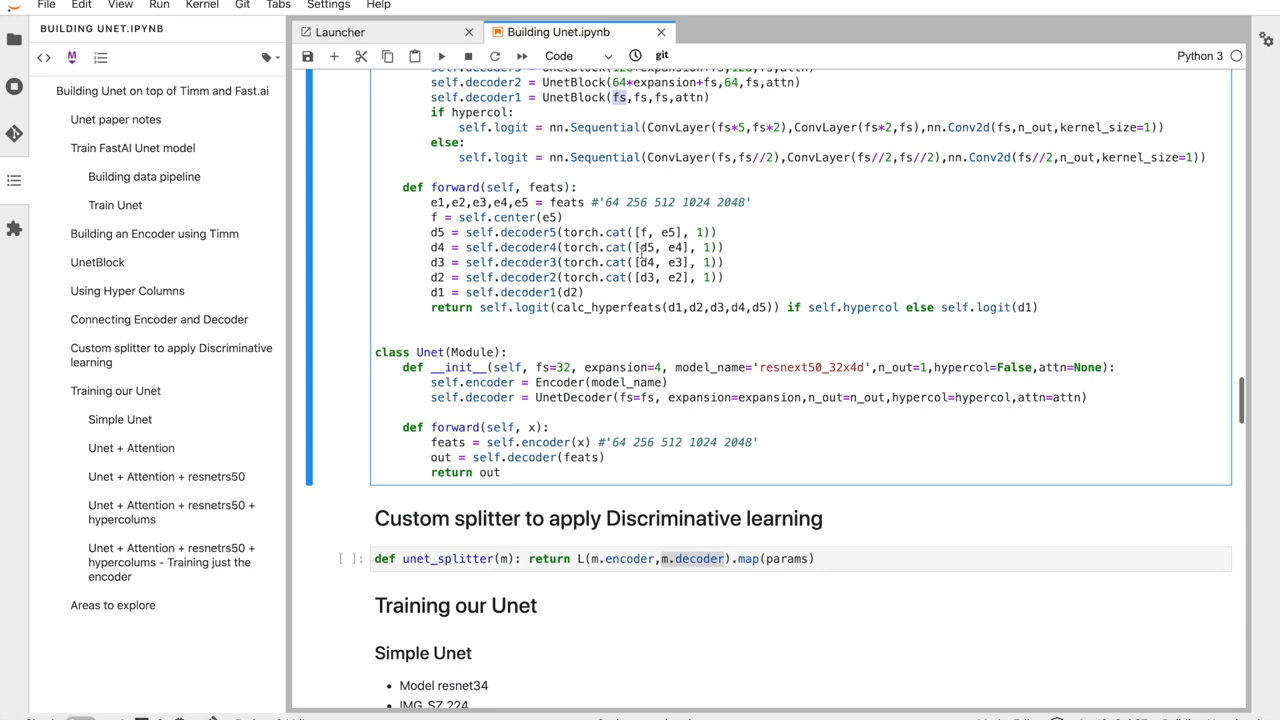 File Edit View Run Kernel Git Tabs Settings Help
BUILDING UNET.IPYNB
Building Unet on top of Timm and Fast.ai
Unet paper notes
Train FastAI Unet model
Building data pipeline
Train Unet
Building an Encoder using Timm
UnetBlock
Using Hyper Columns
Connecting Encoder and Decoder
Custom splitter to apply Discriminative
learning
Training our Unet
Simple Unet
Unet + Attention
Unet + Attention + resnetrs50
Unet + Attention + resnetrs50 +
hypercolums
Unet + Attention + resnetrs50 +
hypercolums - Training just the
encoder
Areas to explore
Launcher
Building Unet.ipynb
Code
git
Python 3
self.decoder2 = UnetBlock(64*expansion+fs,64,fs,attn)
self.decoder1 = UnetBlock(fs,fs,fs,attn)
if hypercol:
self.logit = nn.Sequential(ConvLayer(fs*5,fs*2),ConvLayer(fs*2,fs),nn.Conv2d(fs,n_out,kernel_size=1))
else:
self.logit = nn.Sequential(ConvLayer(fs,fs//2),ConvLayer(fs//2,fs//2),nn.Conv2d(fs//2,n_out,kernel_size=1))
def forward(self, feats):
e1,e2,e3,e4,e5 = feats #'64 256 512 1024 2048'
f = self.center(e5)
d5 = self.decoder5(torch.cat([f, e5], 1))
d4 = self.decoder4(torch.cat([d5, e4], 1))
d3 = self.decoder3(torch.cat([d4, e3], 1))
d2 = self.decoder2(torch.cat([d3, e2], 1))
d1 = self.decoder1(d2)
return self.logit(calc_hyperfeats(d1,d2,d3,d4,d5)) if self.hypercol else self.logit(d1)
class Unet(Module):
def __init__(self, fs=32, expansion=4, model_name='resnext50_32x4d',n_out=1,hypercol=False,attn=None):
self.encoder = Encoder(model_name)
self.decoder = UnetDecoder(fs=fs, expansion=expansion,n_out=n_out,hypercol=hypercol,attn=attn)
def forward(self, x):
feats = self.encoder(x) #'64 256 512 1024 2048'
out = self.decoder(feats)
return out
Custom splitter to apply Discriminative learning
[ ]: def unet_splitter(m): return L(m.encoder,m.decoder).map(params)
Training our Unet
Simple Unet
• Model resnet34
• IMG_SZ 224